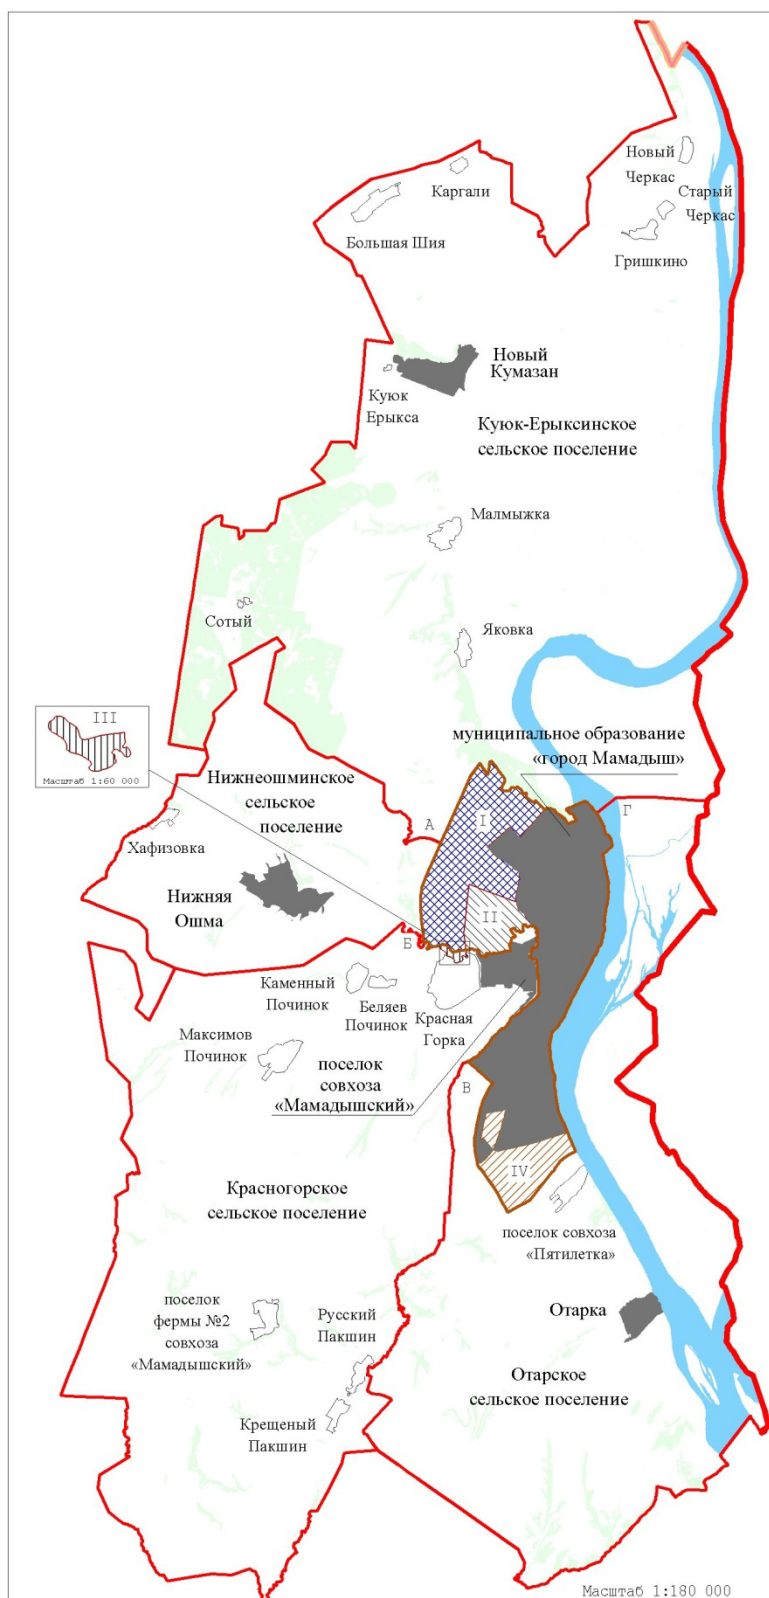 Новый
Черкас
Каргали
Старый
Черкас
Большая Шия
Гришкино
Новый
Кумазан
Куюк
Ерыкса
Куюк-Ерыксинское
сельское поселение
Малмыжка
Сотый
Яковка
III
Масштаб 1:60 000
муниципальное образование
«город Мамадыш»
Нижнеошминское
сельское
поселение
А
I
Г
Хафизовка
Нижняя
Ошма
II
Б
Каменный
Починок
Беляев
Починок
Красная
Горка
Максимов
Починок
поселок
совхоза
«Мамадышский»
В
IV
Красногорское
сельское поселение
поселок совхоза
«Пятилетка»
поселок
фермы №2
совхоза
«Мамадышский»
Русский
Пакшин
Отарка
Отарское
сельское поселение
Крещеный
Пакшин
Масштаб 1:180 000